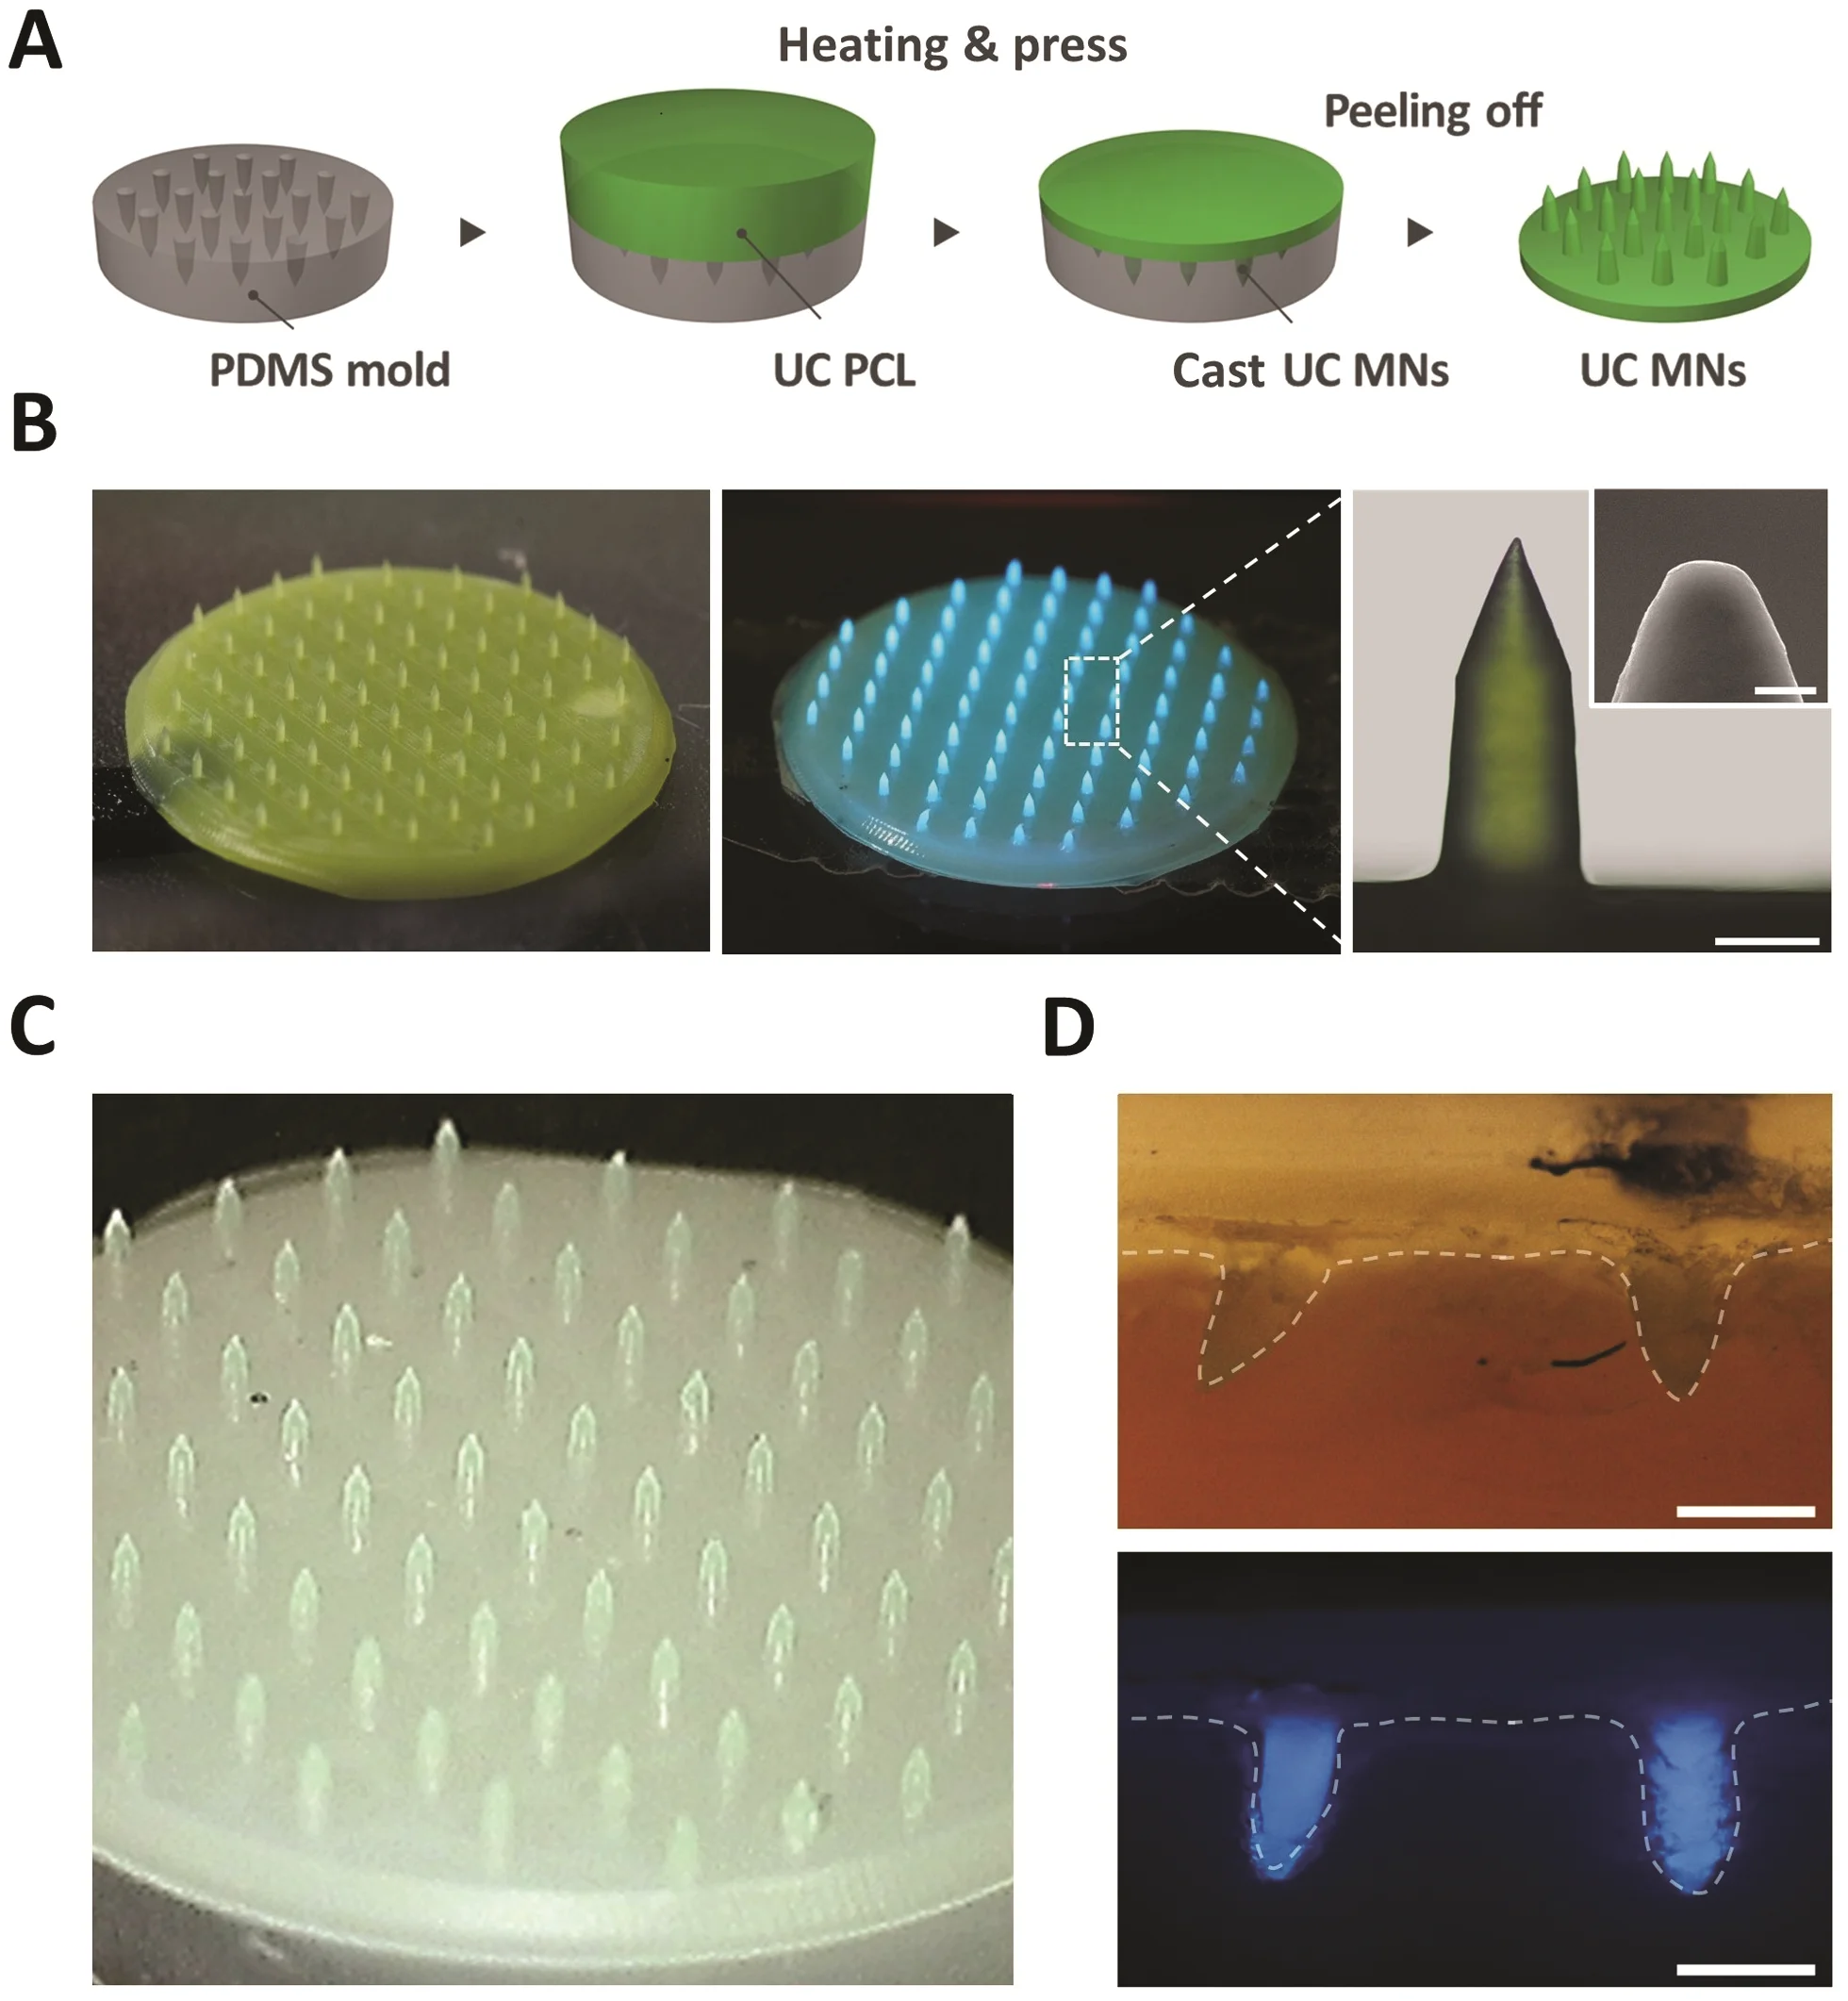 A
Heating & press
Peeling off
PDMS mold
UC PCL
Cast UC MNs
UC MNs
B
C
D